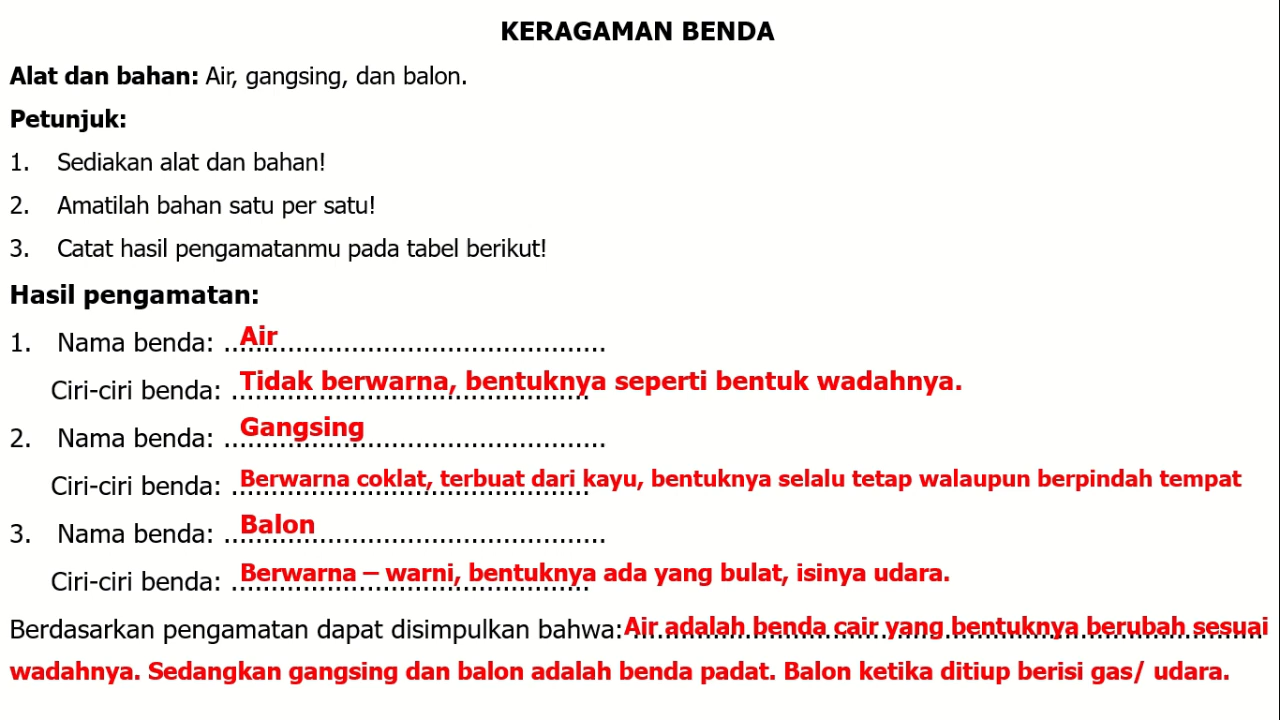 KERAGAMAN BENDA
Alat dan bahan: Air, gangsing, dan balon.
Petunjuk:
1. Sediakan alat dan bahan!
2. Amatilah bahan satu per satu!
3. Catat hasil pengamatanmu pada tabel berikut!
Hasil pengamatan:
1. Nama benda: Air
Ciri-ciri benda: Tidak berwarna, bentuknya seperti bentuk wadahnya.
2. Nama benda: Gangsing
Ciri-ciri benda: Berwarna coklat, terbuat dari kayu, bentuknya selalu tetap walaupun berpindah tempat
3. Nama benda: Balon
Ciri-ciri benda: Berwarna – warni, bentuknya ada yang bulat, isinya udara.
Berdasarkan pengamatan dapat disimpulkan bahwa: Air adalah benda cair yang bentuknya berubah sesuai
wadahnya. Sedangkan gangsing dan balon adalah benda padat. Balon ketika ditiup berisi gas/ udara.